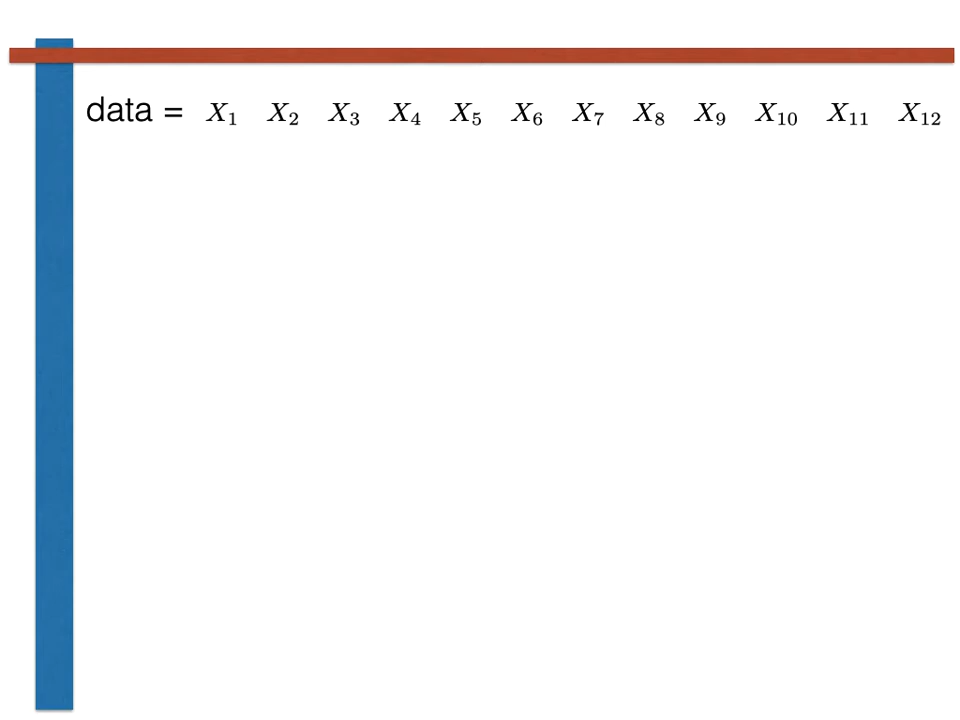 data = X₁ X₂ X₃ X₄ X₅ X₆ X₇ X₈ X₉ X₁₀ X₁₁ X₁₂